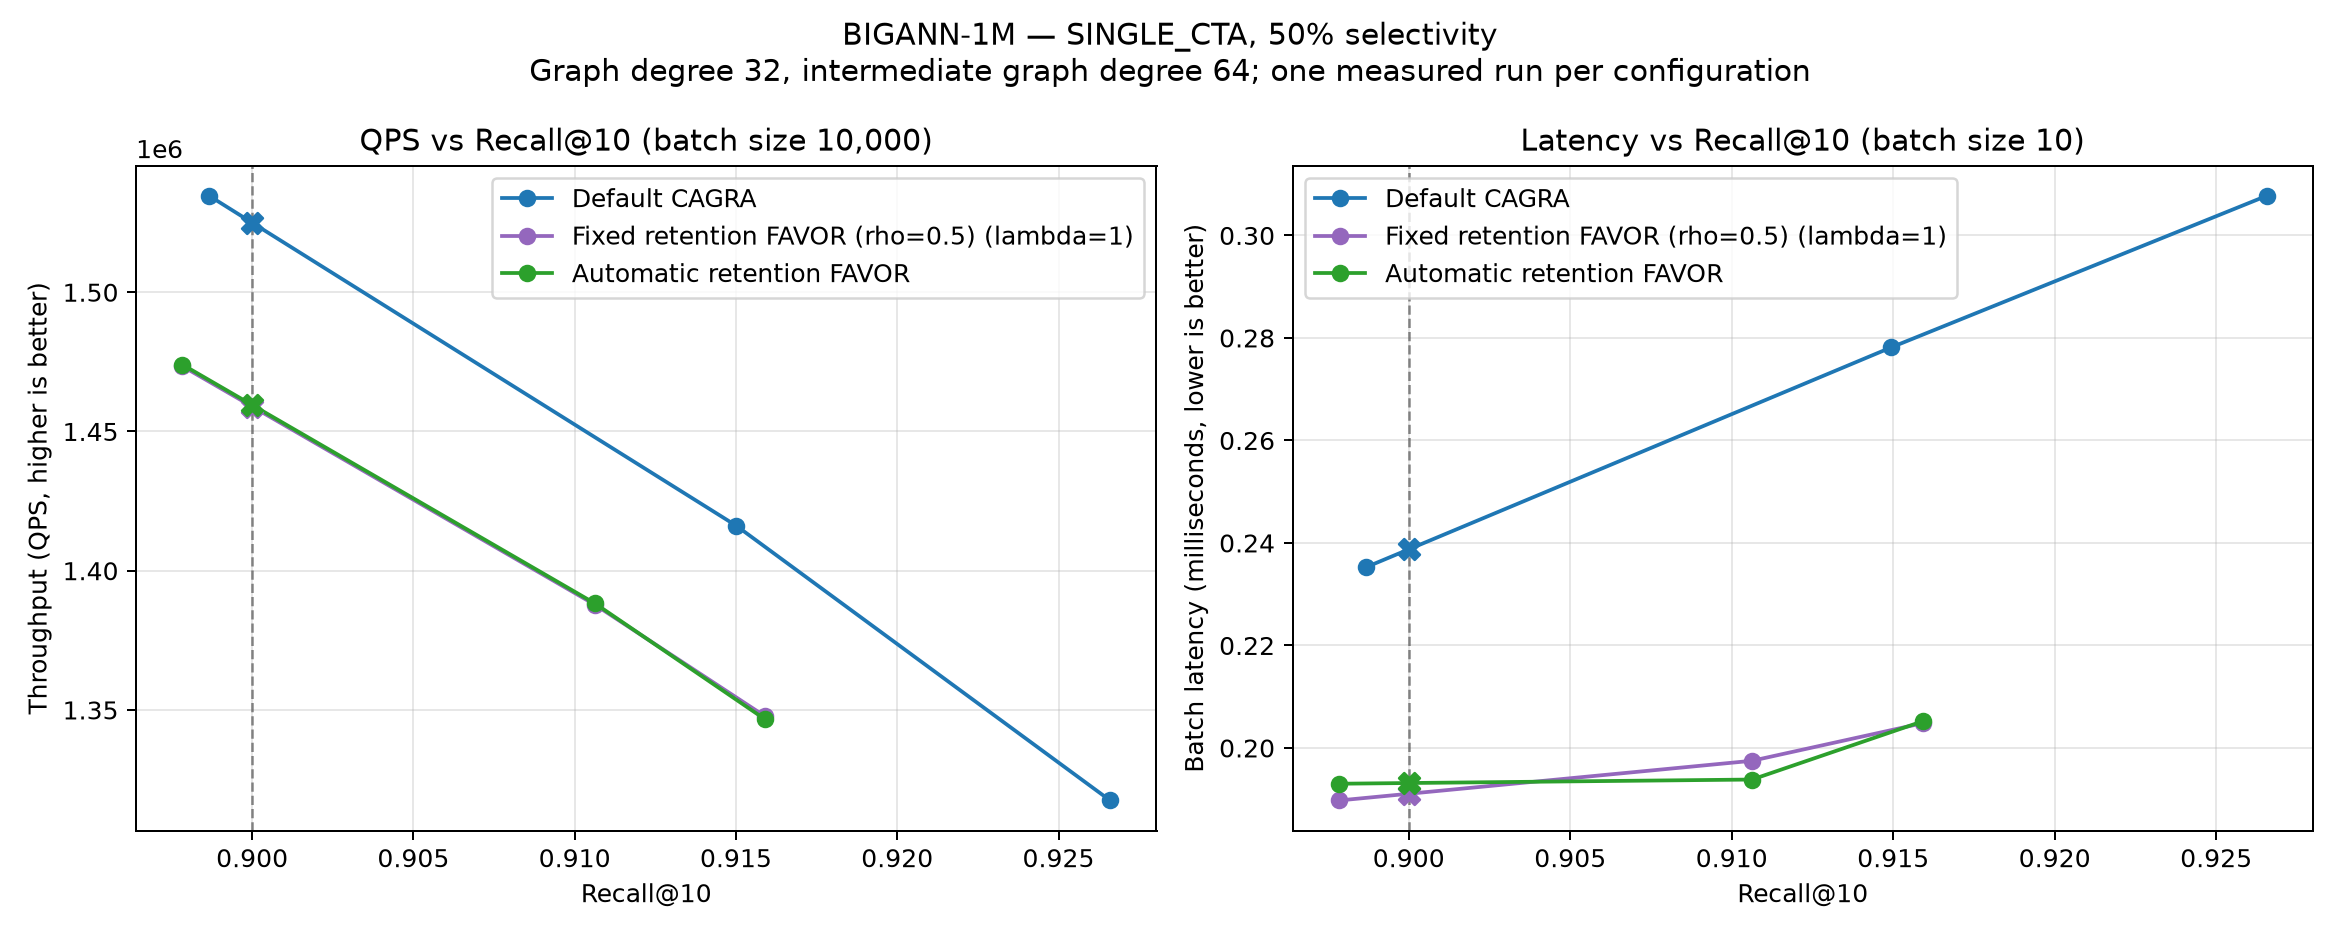 BIGANN-1M — SINGLE_CTA, 50% selectivity
Graph degree 32, intermediate graph degree 64; one measured run per configuration
QPS vs Recall@10 (batch size 10,000)
1e6
Default CAGRA
Fixed retention FAVOR (rho=0.5) (lambda=1)
Automatic retention FAVOR
Throughput (QPS, higher is better)
1.50
1.45
1.40
1.35
0.900 0.905 0.910 0.915 0.920 0.925
Recall@10
Latency vs Recall@10 (batch size 10)
Default CAGRA
Fixed retention FAVOR (rho=0.5) (lambda=1)
Automatic retention FAVOR
Batch latency (milliseconds, lower is better)
0.30
0.28
0.26
0.24
0.22
0.20
0.900 0.905 0.910 0.915 0.920 0.925
Recall@10